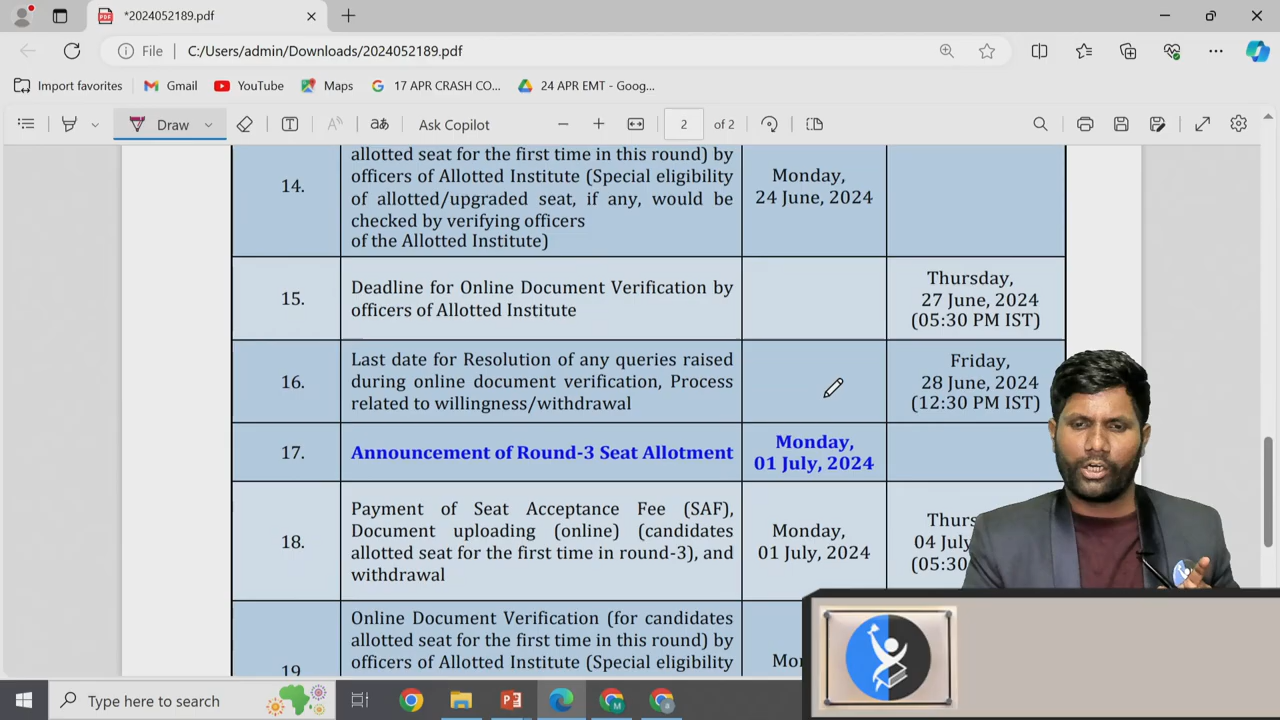 *2024052189.pdf
File
C:/Users/admin/Downloads/2024052189.pdf
Import favorites
Gmail
YouTube
Maps
17 APR CRASH CO...
24 APR EMT - Goog...
Draw
Ask Copilot
2
of 2
14.
allotted seat for the first time in this round) by
officers of Allotted Institute (Special eligibility
of allotted/upgraded seat, if any, would be
checked by verifying officers
of the Allotted Institute)
Monday,
24 June, 2024
15.
Deadline for Online Document Verification by
officers of Allotted Institute
Thursday,
27 June, 2024
(05:30 PM IST)
16.
Last date for Resolution of any queries raised
during online document verification, Process
related to willingness/withdrawal
Friday,
28 June, 2024
(12:30 PM IST)
17.
Announcement of Round-3 Seat Allotment
Monday,
01 July, 2024
18.
Payment of Seat Acceptance Fee (SAF),
Document uploading (online) (candidates
allotted seat for the first time in round-3), and
withdrawal
Monday,
01 July, 2024
Thurs
04 July
(05:30
19.
Online Document Verification (for candidates
allotted seat for the first time in this round) by
officers of Allotted Institute (Special eligibility
Mon
Type here to search